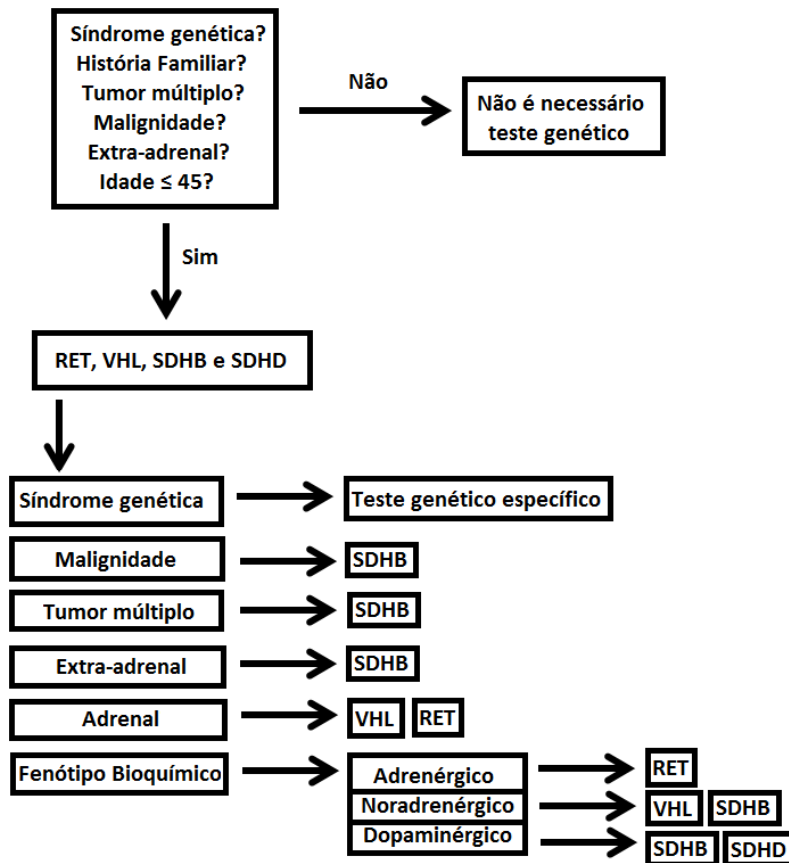 Síndrome genética?
História Familiar?
Tumor múltiplo?
Malignidade?
Extra-adrenal?
Idade ≤ 45?
Não
Não é necessário
teste genético
Sim
RET, VHL, SDHB e SDHD
Síndrome genética
Teste genético específico
Malignidade
SDHB
Tumor múltiplo
SDHB
Extra-adrenal
SDHB
Adrenal
VHL
RET
Fenótipo Bioquímico
Adrenérgico
RET
Noradrenérgico
VHL
SDHB
Dopaminérgico
SDHB
SDHD